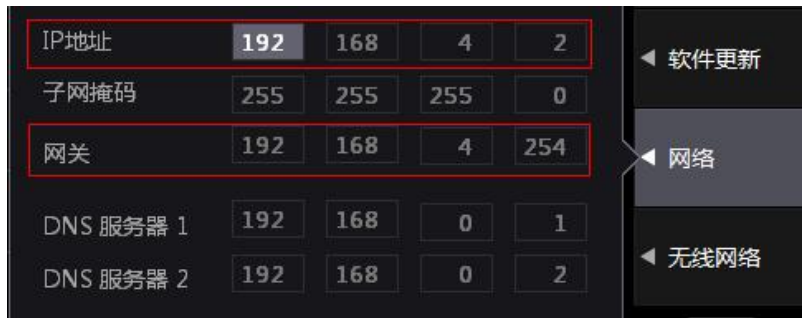 IP地址 192 168 4 2
子网掩码 255 255 255 0
网关 192 168 4 254
DNS 服务器 1 192 168 0 1
DNS 服务器 2 192 168 0 2
软件更新
网络
无线网络